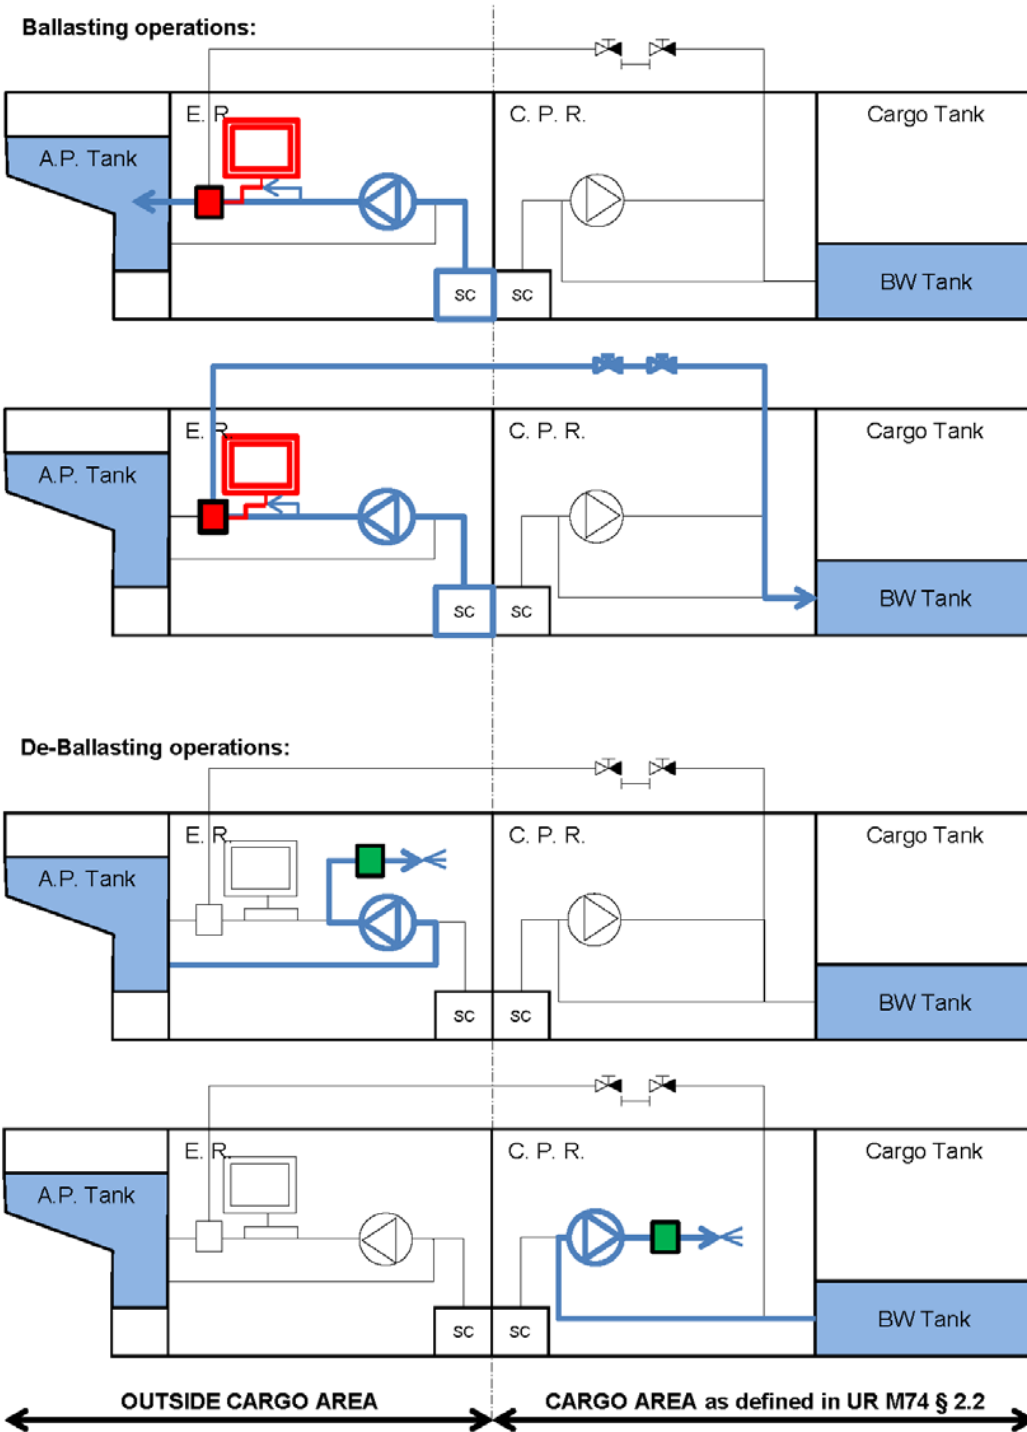 Ballasting operations:
E. R. C. P. R. Cargo Tank
A.P. Tank
BW Tank
SC SC
E. R. C. P. R. Cargo Tank
A.P. Tank
BW Tank
SC SC
De-Ballasting operations:
E. R. C. P. R. Cargo Tank
A.P. Tank
BW Tank
SC SC
E. R. C. P. R. Cargo Tank
A.P. Tank
BW Tank
SC SC
OUTSIDE CARGO AREA CARGO AREA as defined in UR M74 § 2.2